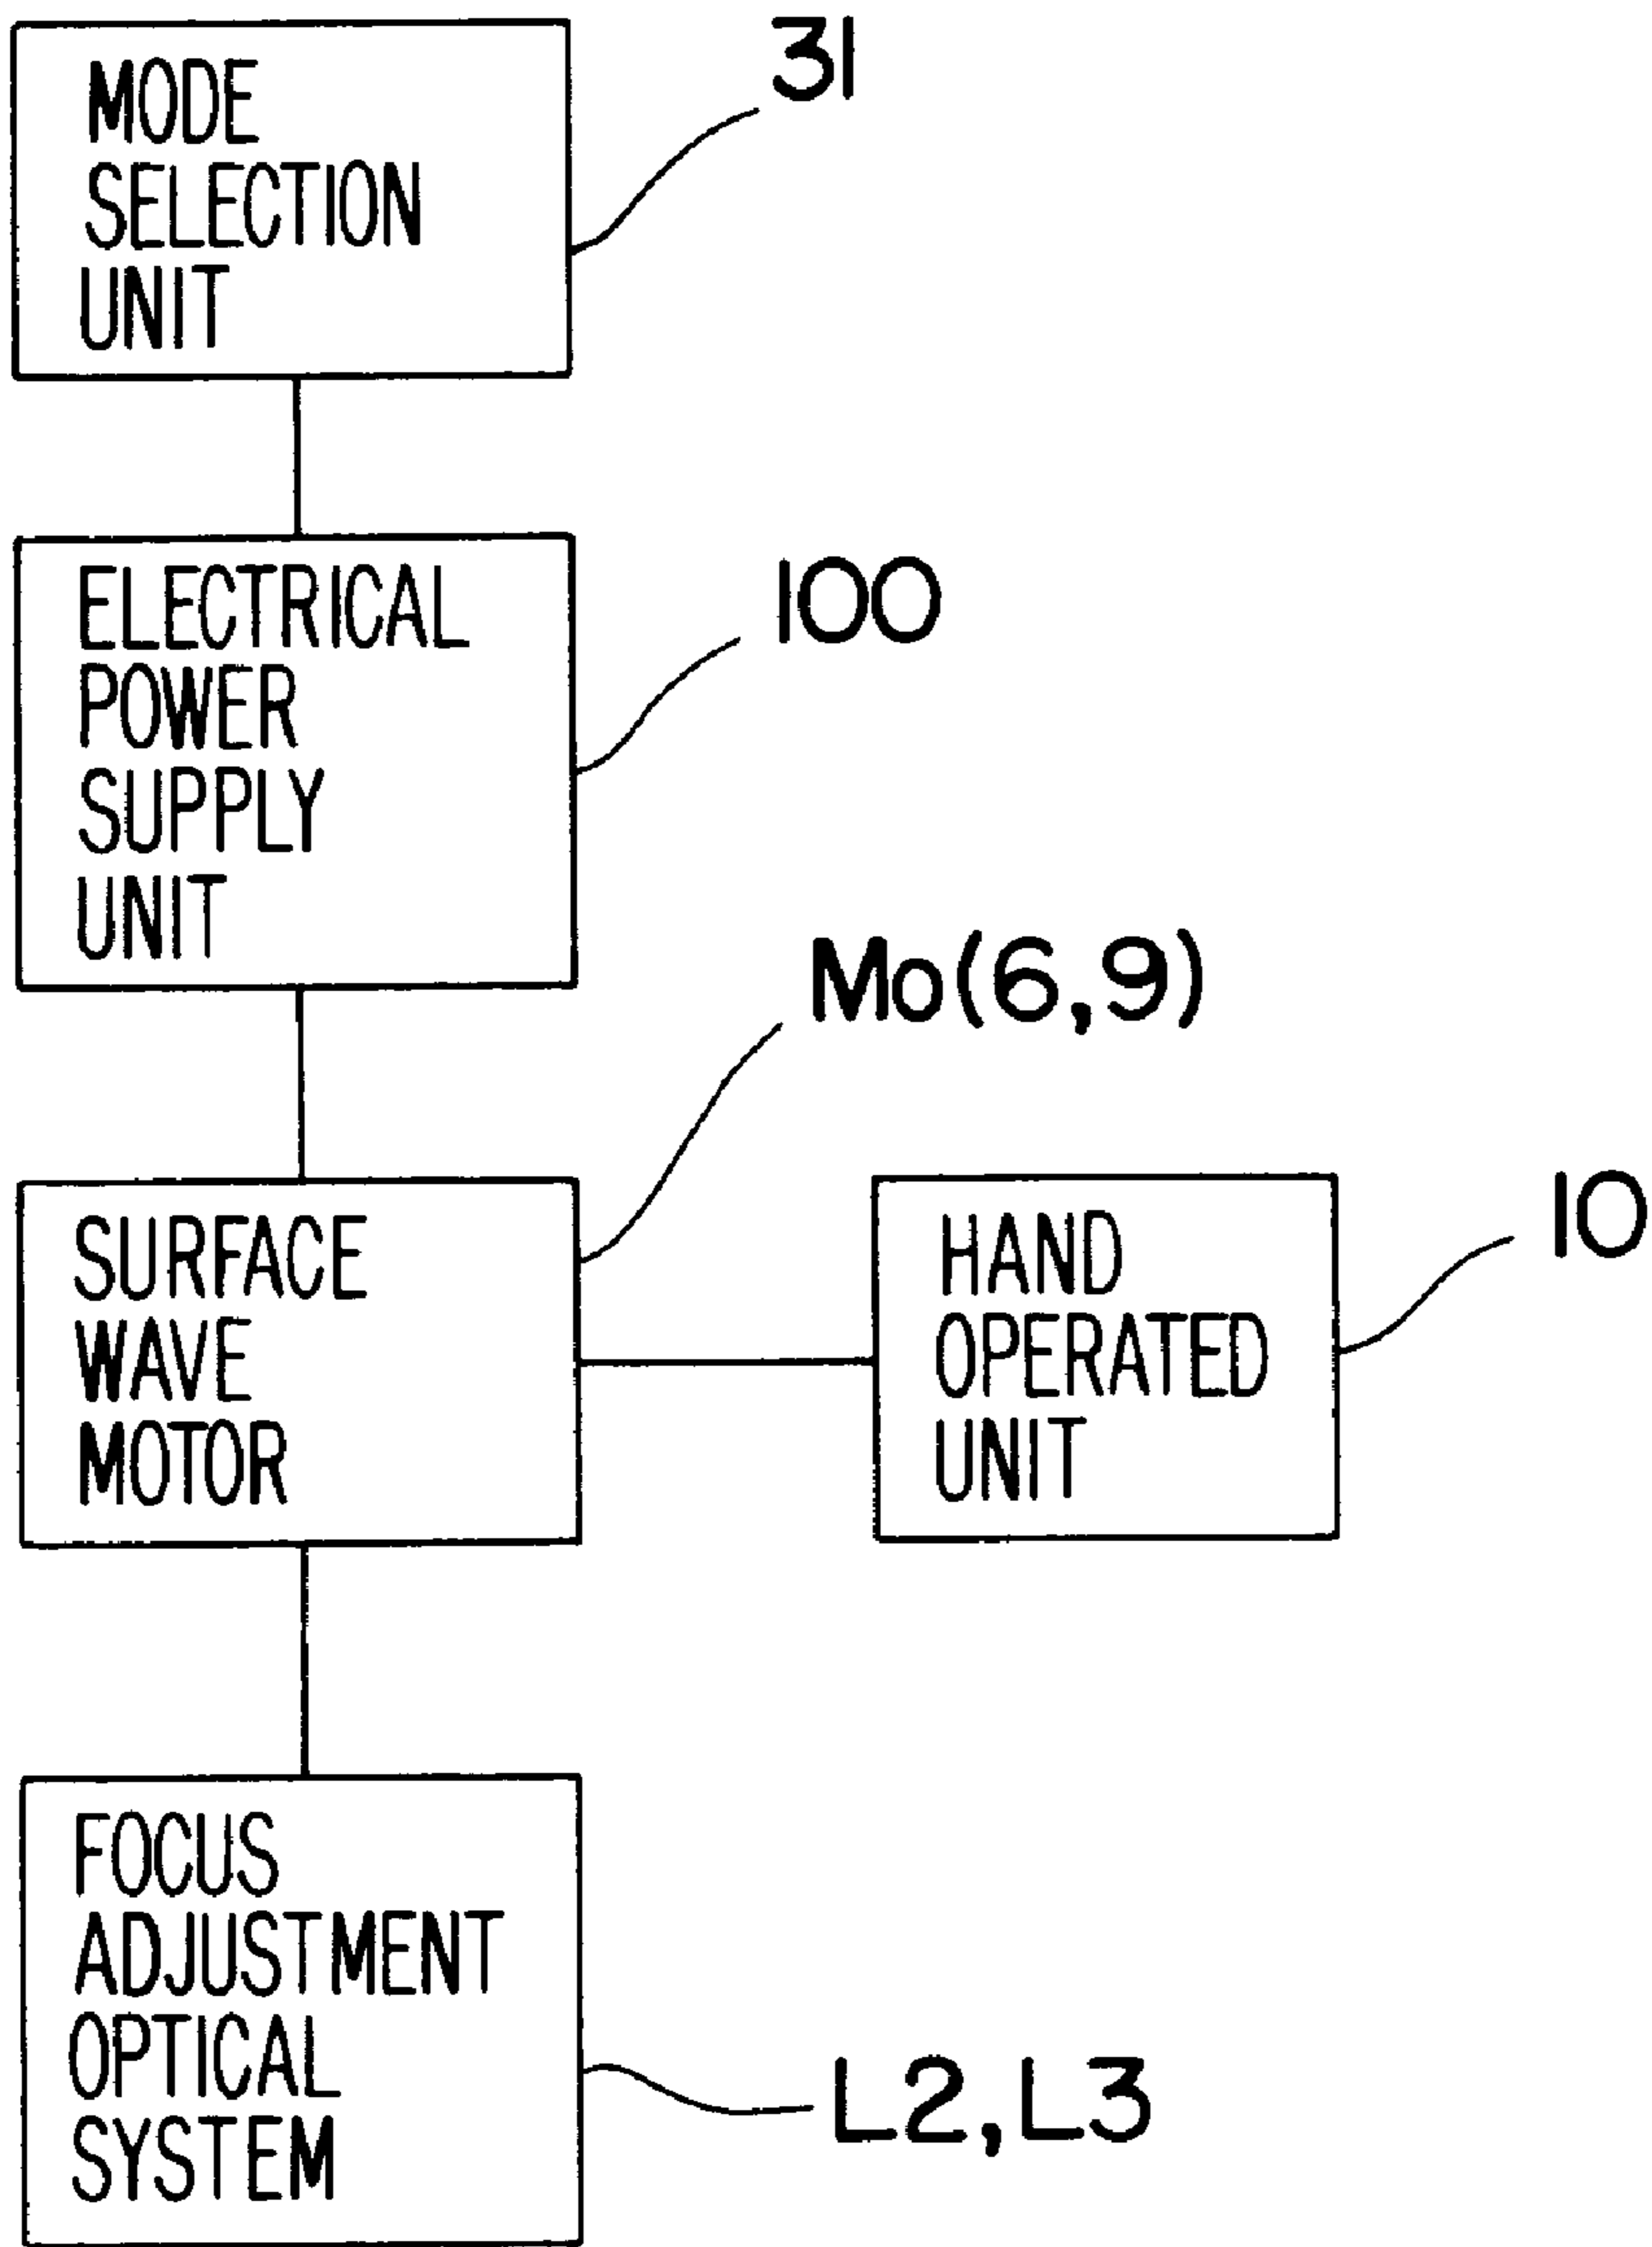 MODE
SELECTION
UNIT
31
ELECTRICAL
POWER
SUPPLY
UNIT
100
Mo(6,9)
SURFACE
WAVE
MOTOR
HAND
OPERATED
UNIT
10
FOCUS
ADJUSTMENT
OPTICAL
SYSTEM
L2,L3